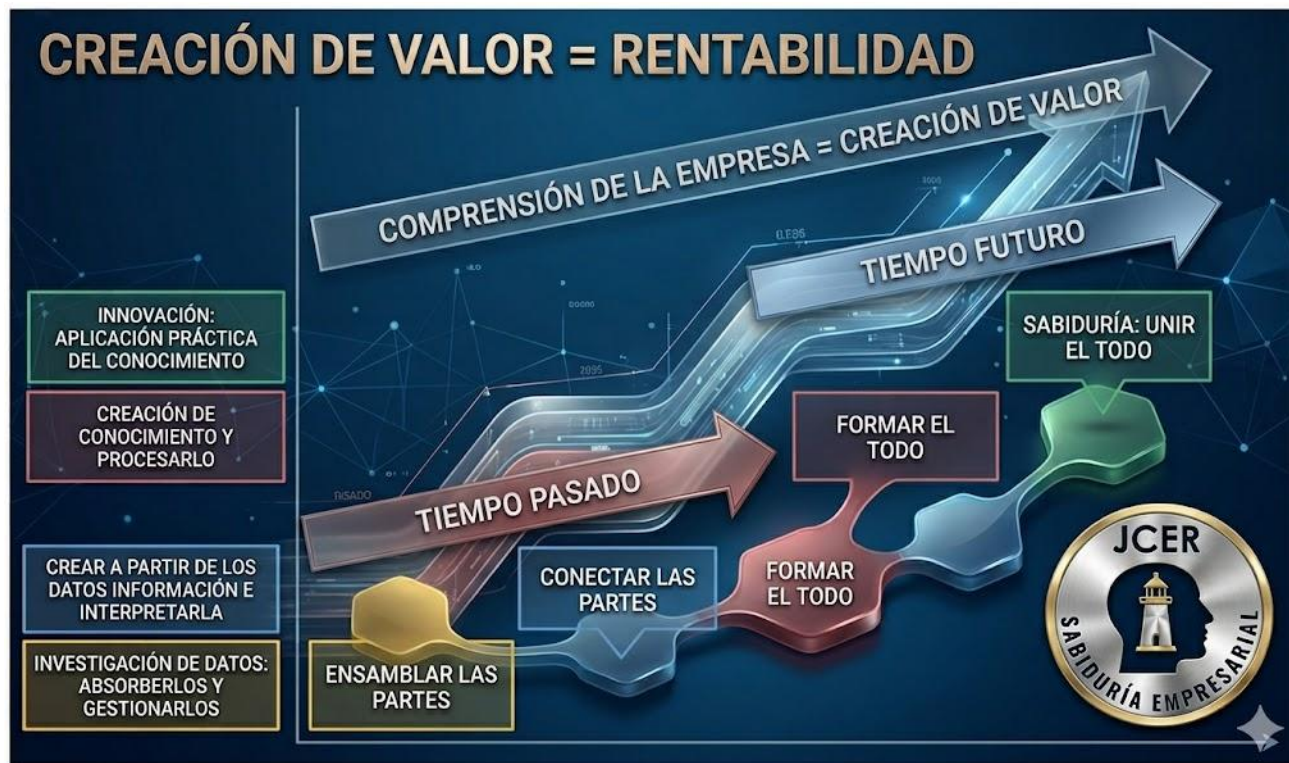 CREACIÓN DE VALOR = RENTABILIDAD
COMPRENSIÓN DE LA EMPRESA = CREACIÓN DE VALOR
TIEMPO FUTURO
INNOVACIÓN:
APLICACIÓN PRÁCTICA
DEL CONOCIMIENTO
SABIDURÍA: UNIR
EL TODO
CREACIÓN DE
CONOCIMIENTO Y
PROCESARLO
FORMAR EL
TODO
TIEMPO PASADO
CREAR A PARTIR DE LOS
DATOS INFORMACIÓN E
INTERPRETARLA
CONECTAR LAS
PARTES
FORMAR
EL TODO
INVESTIGACIÓN DE DATOS:
ABSORBERLOS Y
GESTIONARLOS
ENSAMBLAR LAS
PARTES
JCER
SABIDURÍA EMPRESARIAL